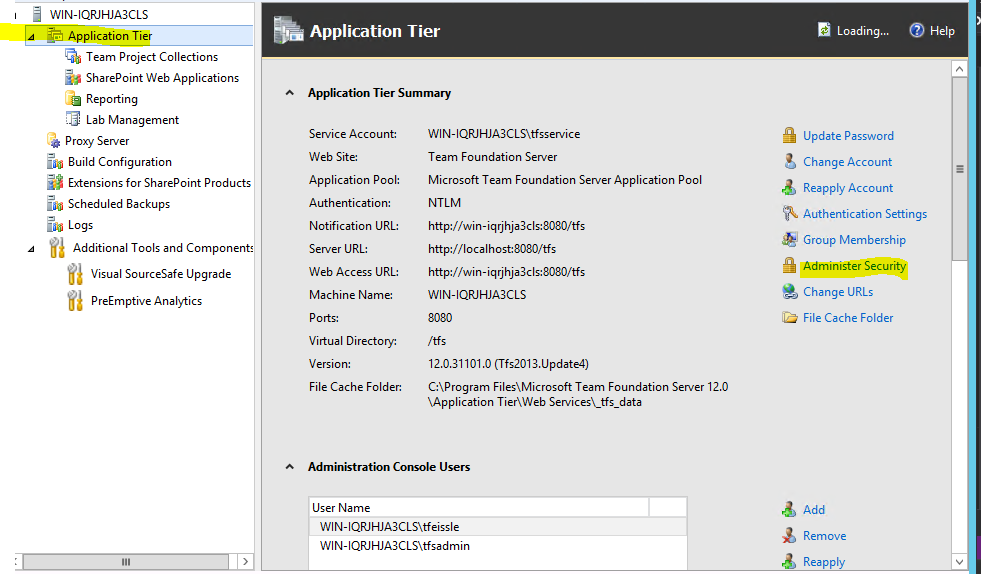 WIN-IQRJHJA3CLS
Application Tier
Team Project Collections
SharePoint Web Applications
Reporting
Lab Management
Proxy Server
Build Configuration
Extensions for SharePoint Products
Scheduled Backups
Logs
Additional Tools and Components
Visual SourceSafe Upgrade
PreEmptive Analytics
Application Tier
Loading...
Help
Application Tier Summary
Service Account: WIN-IQRJHJA3CLS\tfsservice
Web Site: Team Foundation Server
Application Pool: Microsoft Team Foundation Server Application Pool
Authentication: NTLM
Notification URL: http://win-iqrjhja3cls:8080/tfs
Server URL: http://localhost:8080/tfs
Web Access URL: http://win-iqrjhja3cls:8080/tfs
Machine Name: WIN-IQRJHJA3CLS
Ports: 8080
Virtual Directory: /tfs
Version: 12.0.31101.0 (Tfs2013.Update4)
File Cache Folder: C:\Program Files\Microsoft Team Foundation Server 12.0
\Application Tier\Web Services\_tfs_data
Update Password
Change Account
Reapply Account
Authentication Settings
Group Membership
Administer Security
Change URLs
File Cache Folder
Administration Console Users
User Name
WIN-IQRJHJA3CLS\tfeissle
WIN-IQRJHJA3CLS\tfsadmin
Add
Remove
Reapply